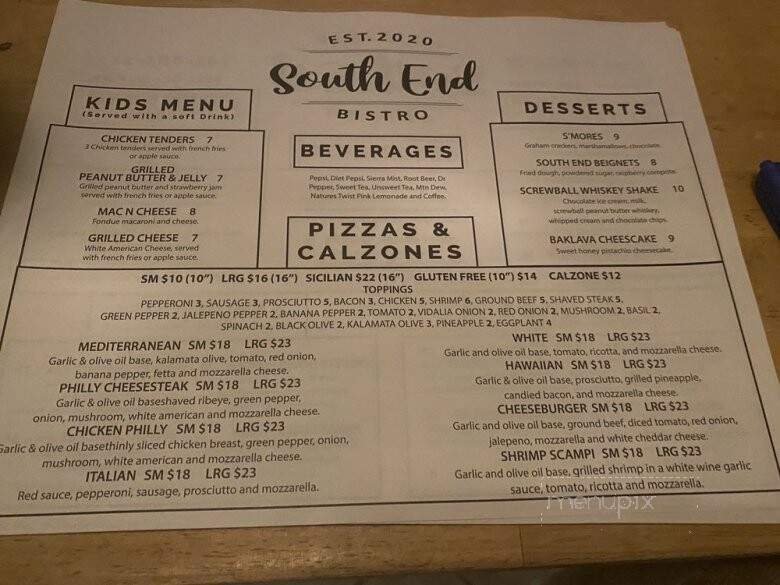 EST. 2020
South End
BISTRO
KIDS MENU
(Served with a soft Drink)
CHICKEN TENDERS 7
3 Chicken tenders served with french fries
or apple sauce.
GRILLED
PEANUT BUTTER & JELLY 7
Grilled peanut butter and strawberry jam
served with french fries or apple sauce.
MAC N CHEESE 8
Fondue macaroni and cheese.
GRILLED CHEESE 7
White American Cheese, served
with french fries or apple sauce.
BEVERAGES
Pepsi, Diet Pepsi, Sierra Mist, Root Beer, Dr
Pepper, Sweet Tea, Unsweet Tea, Mtn Dew,
Natures Twist Pink Lemonade and Coffee.
DESSERTS
S'MORES 9
Graham crackers, marshmallows, chocolate.
SOUTH END BEIGNETS 8
Fried dough, powdered sugar, raspberry compote.
SCREWBALL WHISKEY SHAKE 10
Chocolate ice cream, milk,
screwball peanut butter whiskey,
whipped cream and chocolate chips.
BAKLAVA CHEESCAKE 9
Sweet honey pistachio cheesecake.
PIZZAS &
CALZONES
SM $10 (10”) LRG $16 (16”) SICILIAN $22 (16”) GLUTEN FREE (10”) $14 CALZONE $12
TOPPINGS
PEPPERONI 3, SAUSAGE 3, PROSCIUTTO 5, BACON 3, CHICKEN 5, SHRIMP 6, GROUND BEEF 5, SHAVED STEAK 5,
GREEN PEPPER 2, JALEPENO PEPPER 2, BANANA PEPPER 2, TOMATO 2, VIDALIA ONION 2, RED ONION 2, MUSHROOM 2, BASIL 2,
SPINACH 2, BLACK OLIVE 2, KALAMATA OLIVE 3, PINEAPPLE 2, EGGPLANT 4
MEDITERRANEAN SM $18 LRG $23
Garlic & olive oil base, kalamata olive, tomato, red onion,
banana pepper, fetta and mozzarella cheese.
PHILLY CHEESESTEAK SM $18 LRG $23
Garlic & olive oil baseshaved ribeye, green pepper,
onion, mushroom, white american and mozzarella cheese.
CHICKEN PHILLY SM $18 LRG $23
Garlic & olive oil basethinly sliced chicken breast, green pepper, onion,
mushroom, white american and mozzarella cheese.
ITALIAN SM $18 LRG $23
Red sauce, pepperoni, sausage, prosciutto and mozzarella.
WHITE SM $18 LRG $23
Garlic and olive oil base, tomato, ricotta, and mozzarella cheese.
HAWAIIAN SM $18 LRG $23
Garlic & olive oil base, prosciutto, grilled pineapple,
candied bacon, and mozzarella cheese.
CHEESEBURGER SM $18 LRG $23
Garlic and olive oil base, ground beef, diced tomato, red onion,
jalepeno, mozzarella and white cheddar cheese.
SHRIMP SCAMPI SM $18 LRG $23
Garlic and olive oil base, grilled shrimp in a white wine garlic
sauce, tomato, ricotta and mozzarella.
menupix